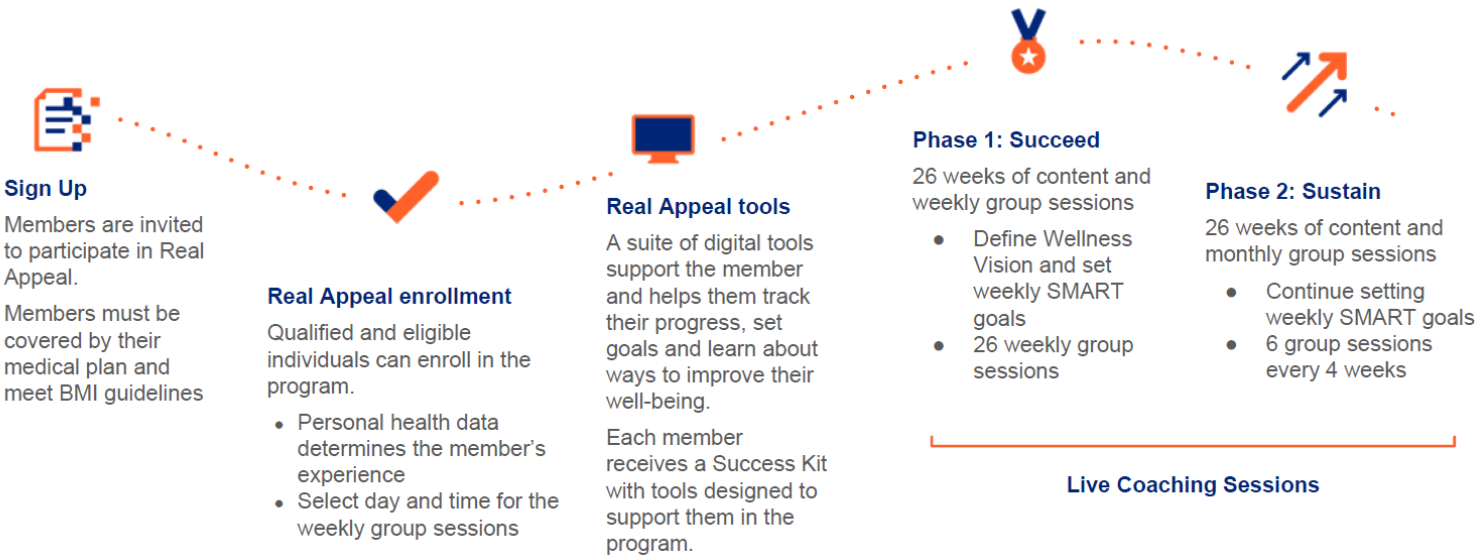 Sign Up
Members are invited
to participate in Real
Appeal.
Members must be
covered by their
medical plan and
meet BMI guidelines
Real Appeal enrollment
Qualified and eligible
individuals can enroll in the
program.
• Personal health data
determines the member's
experience
• Select day and time for the
weekly group sessions
Real Appeal tools
A suite of digital tools
support the member
and helps them track
their progress, set
goals and learn about
ways to improve their
well-being.
Each member
receives a Success Kit
with tools designed to
support them in the
program.
Phase 1: Succeed
26 weeks of content and
weekly group sessions
● Define Wellness
Vision and set
weekly SMART
goals
● 26 weekly group
sessions
Phase 2: Sustain
26 weeks of content and
monthly group sessions
● Continue setting
weekly SMART goals
● 6 group sessions
every 4 weeks
Live Coaching Sessions